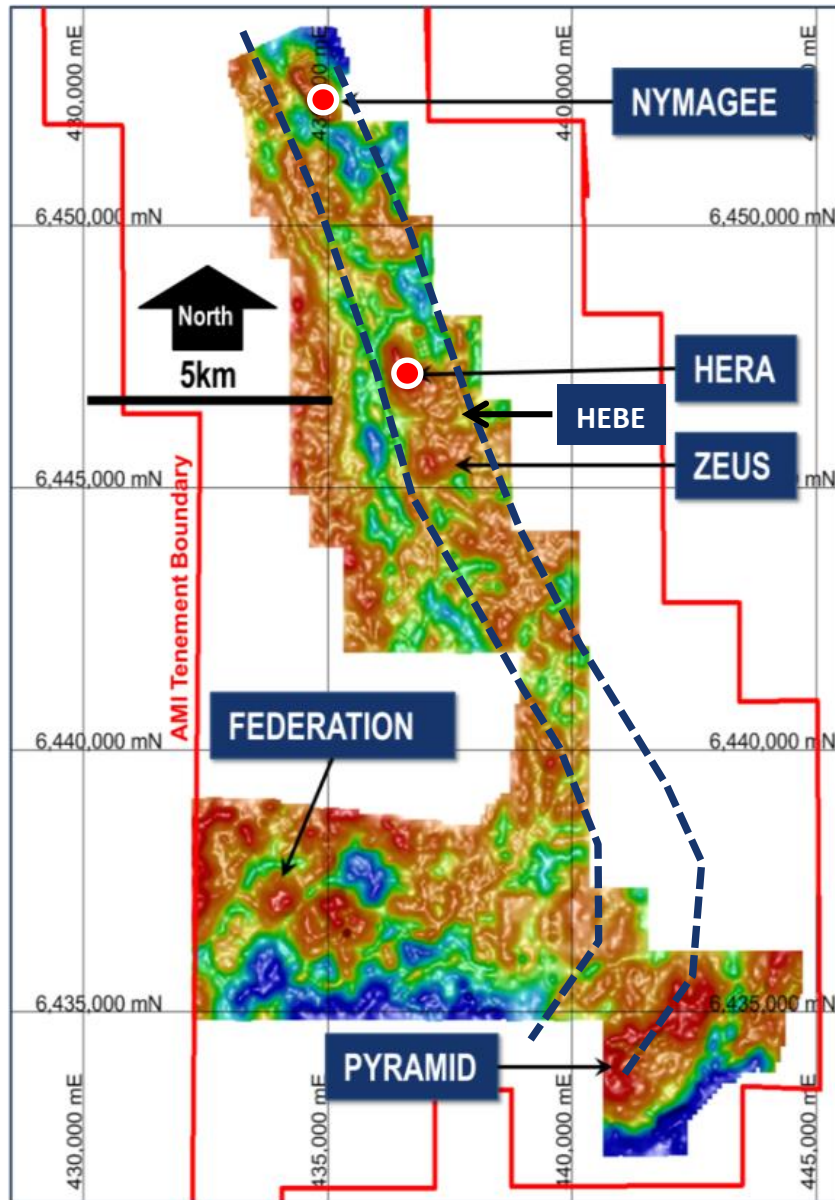 430,000 mE
440,000 mE
NYMAGEE
6,450,000 mN
6,450,000 mN
North
5km
HERA
HEBE
ZEUS
6,445,000 mN
AMI Tenement Boundary
FEDERATION
6,440,000 mN
6,440,000 mN
6,435,000 mN
6,435,000 mN
PYRAMID
430,000 mE
435,000 mE
440,000 mE
445,000 mE